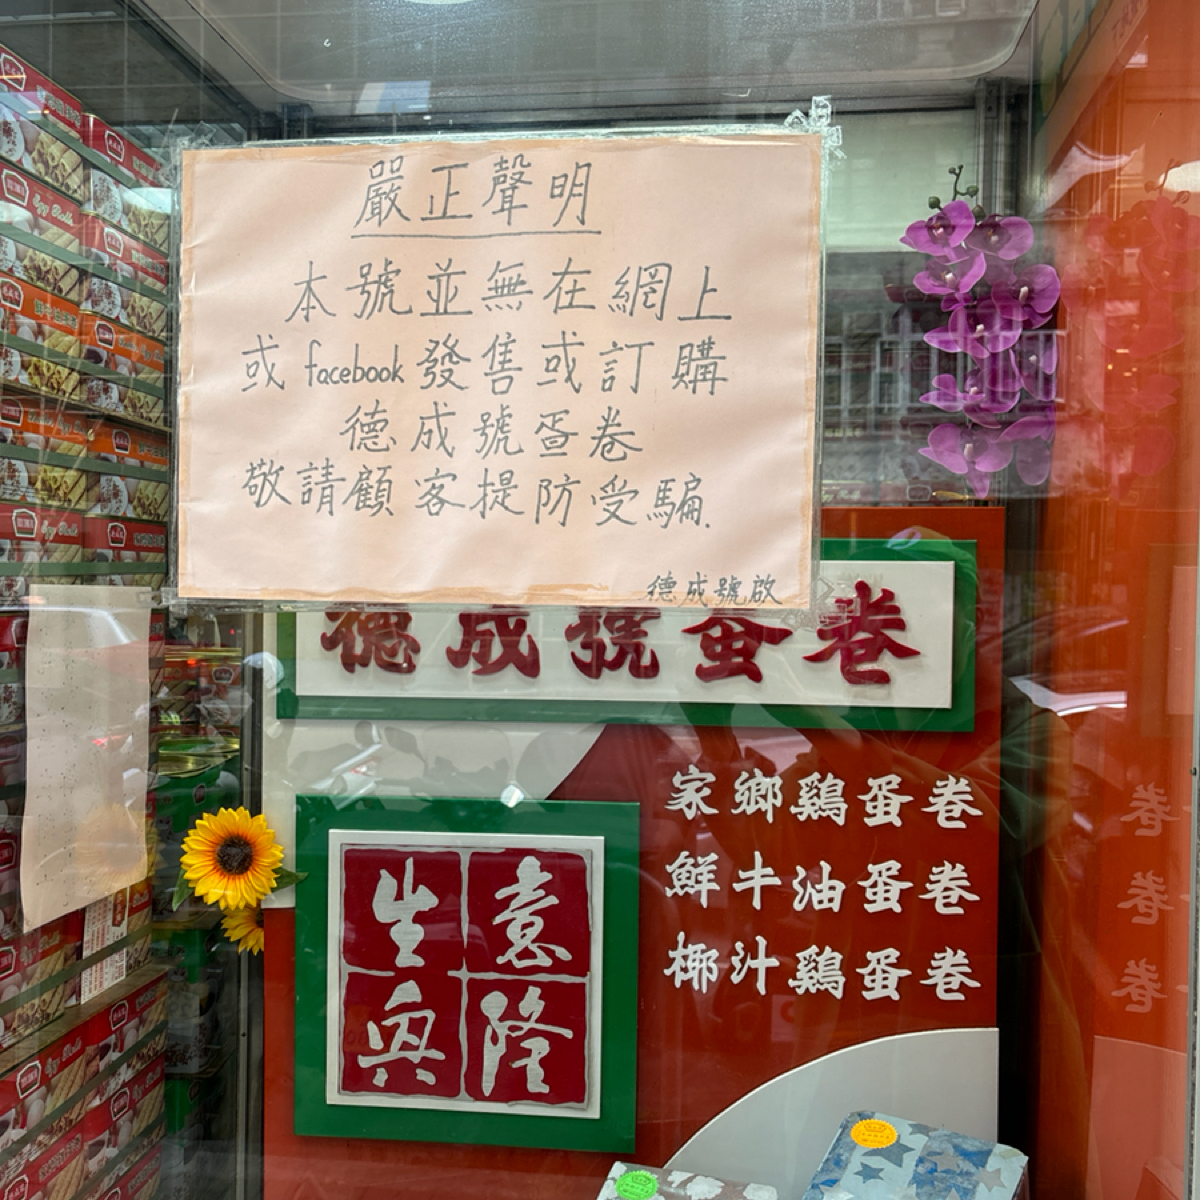 嚴正聲明
本號並無在網上
或facebook發售或訂購
德成號蛋卷
敬請顧客提防受騙.
德成號啟
德成號蛋卷
家鄉鷄蛋卷
鮮牛油蛋卷
椰汁鷄蛋卷
生意
興隆
Egg Rolls